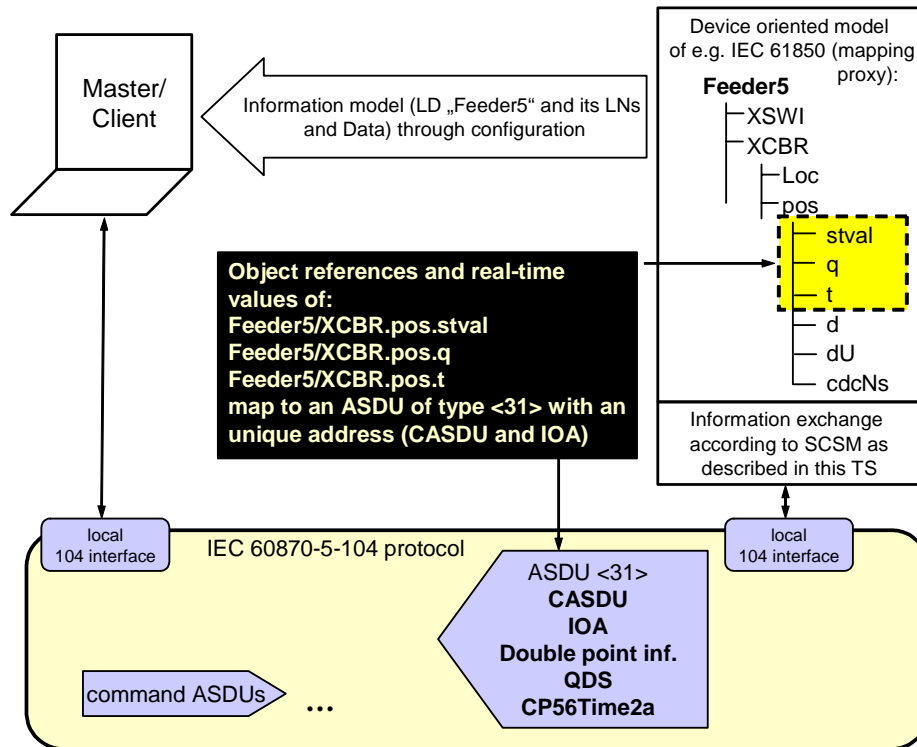 Master/
Client
Information model (LD „Feeder5“ and its LNs
and Data) through configuration
Device oriented model
of e.g. IEC 61850 (mapping
proxy):
Feeder5
XSWI
XCBR
Loc
pos
stval
q
t
d
dU
cdcNs
Object references and real-time
values of:
Feeder5/XCBR.pos.stval
Feeder5/XCBR.pos.q
Feeder5/XCBR.pos.t
map to an ASDU of type <31> with an
unique address (CASDU and IOA)
Information exchange
according to SCSM as
described in this TS
local
104 interface
IEC 60870-5-104 protocol
local
104 interface
ASDU <31>
CASDU
IOA
Double point inf.
QDS
CP56Time2a
command ASDUs
...